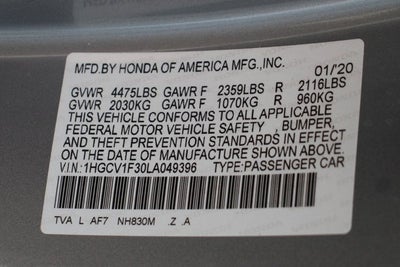 MFD.BY HONDA OF AMERICA MFG.,INC. 01/'20
GVWR 4475LBS GAWR F 2359LBS R 2116LBS
GVWR 2030KG GAWR F 1070KG R 960KG
THIS VEHICLE CONFORMS TO ALL APPLICABLE
FEDERAL MOTOR VEHICLE SAFETY , BUMPER,
AND THEFT PREVENTION STANDARDS IN EFFECT
ON THE DATE OF MANUFACTURE SHOWN ABOVE.
V.I.N.:1HGCV1F30LA049396 TYPE:PASSENGER CAR
TVA L AF7 NH830M .Z .A